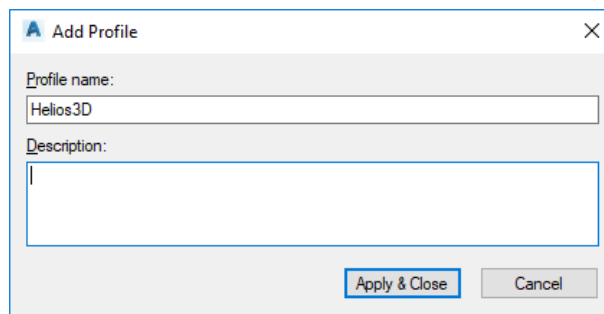 Add Profile
Profile name:
Helios3D
Description:
Apply & Close Cancel